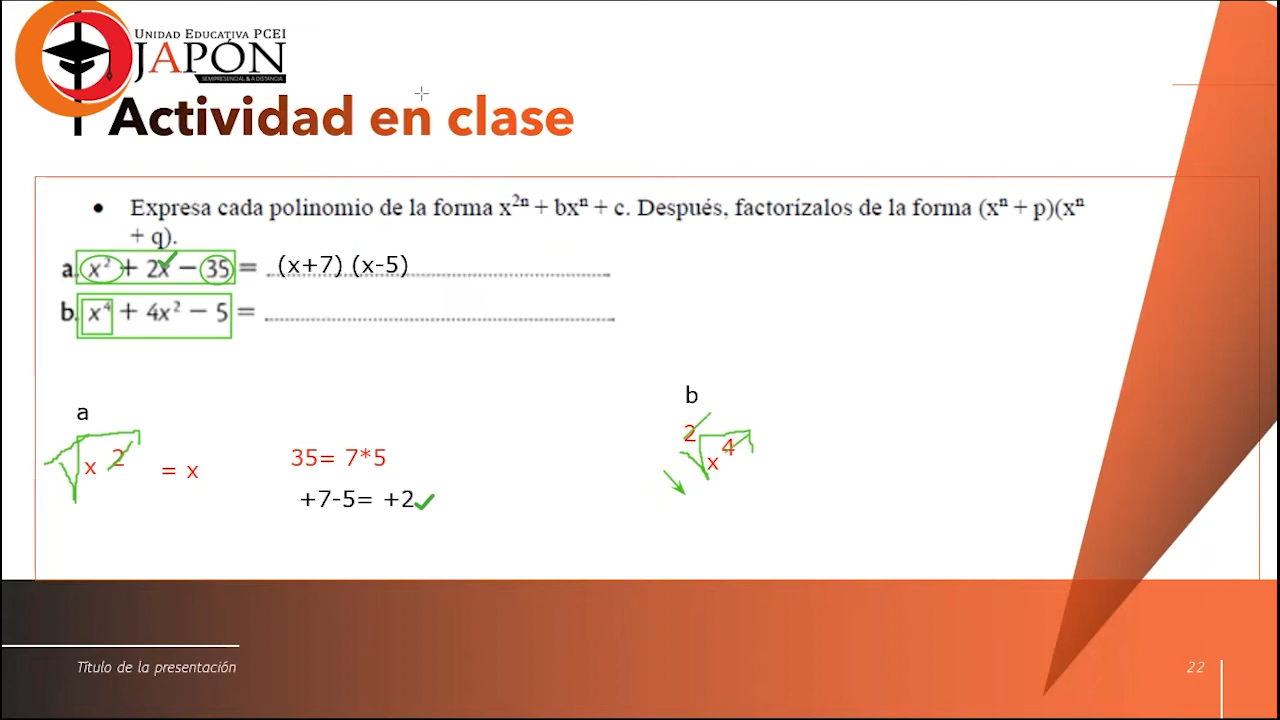 UNIDAD EDUCATIVA PCEI
JAPÓN
SEMIPRESENCIAL & A DISTANCIA
Actividad en clase
• Expresa cada polinomio de la forma x²ⁿ + bxⁿ + c. Después, factorízalos de la forma (xⁿ + p)(xⁿ
+ q).
a. x² + 2x − 35 = (x+7) (x-5)
b. x⁴ + 4x² − 5 =
a
x 2 = x
35= 7*5
+7-5= +2
b
2
x 4
Título de la presentación
22